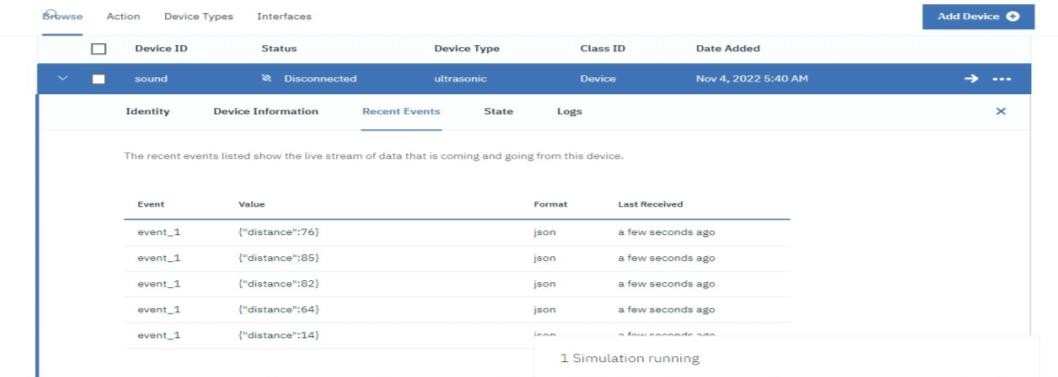 Browse Action Device Types Interfaces Add Device
Device ID Status Device Type Class ID Date Added
sound Disconnected ultrasonic Device Nov 4, 2022 5:40 AM
Identity Device Information Recent Events State Logs
The recent events listed show the live stream of data that is coming and going from this device.
Event Value Format Last Received
event_1 {"distance":76} json a few seconds ago
event_1 {"distance":85} json a few seconds ago
event_1 {"distance":82} json a few seconds ago
event_1 {"distance":64} json a few seconds ago
event_1 {"distance":14} json a few seconds ago
1 Simulation running